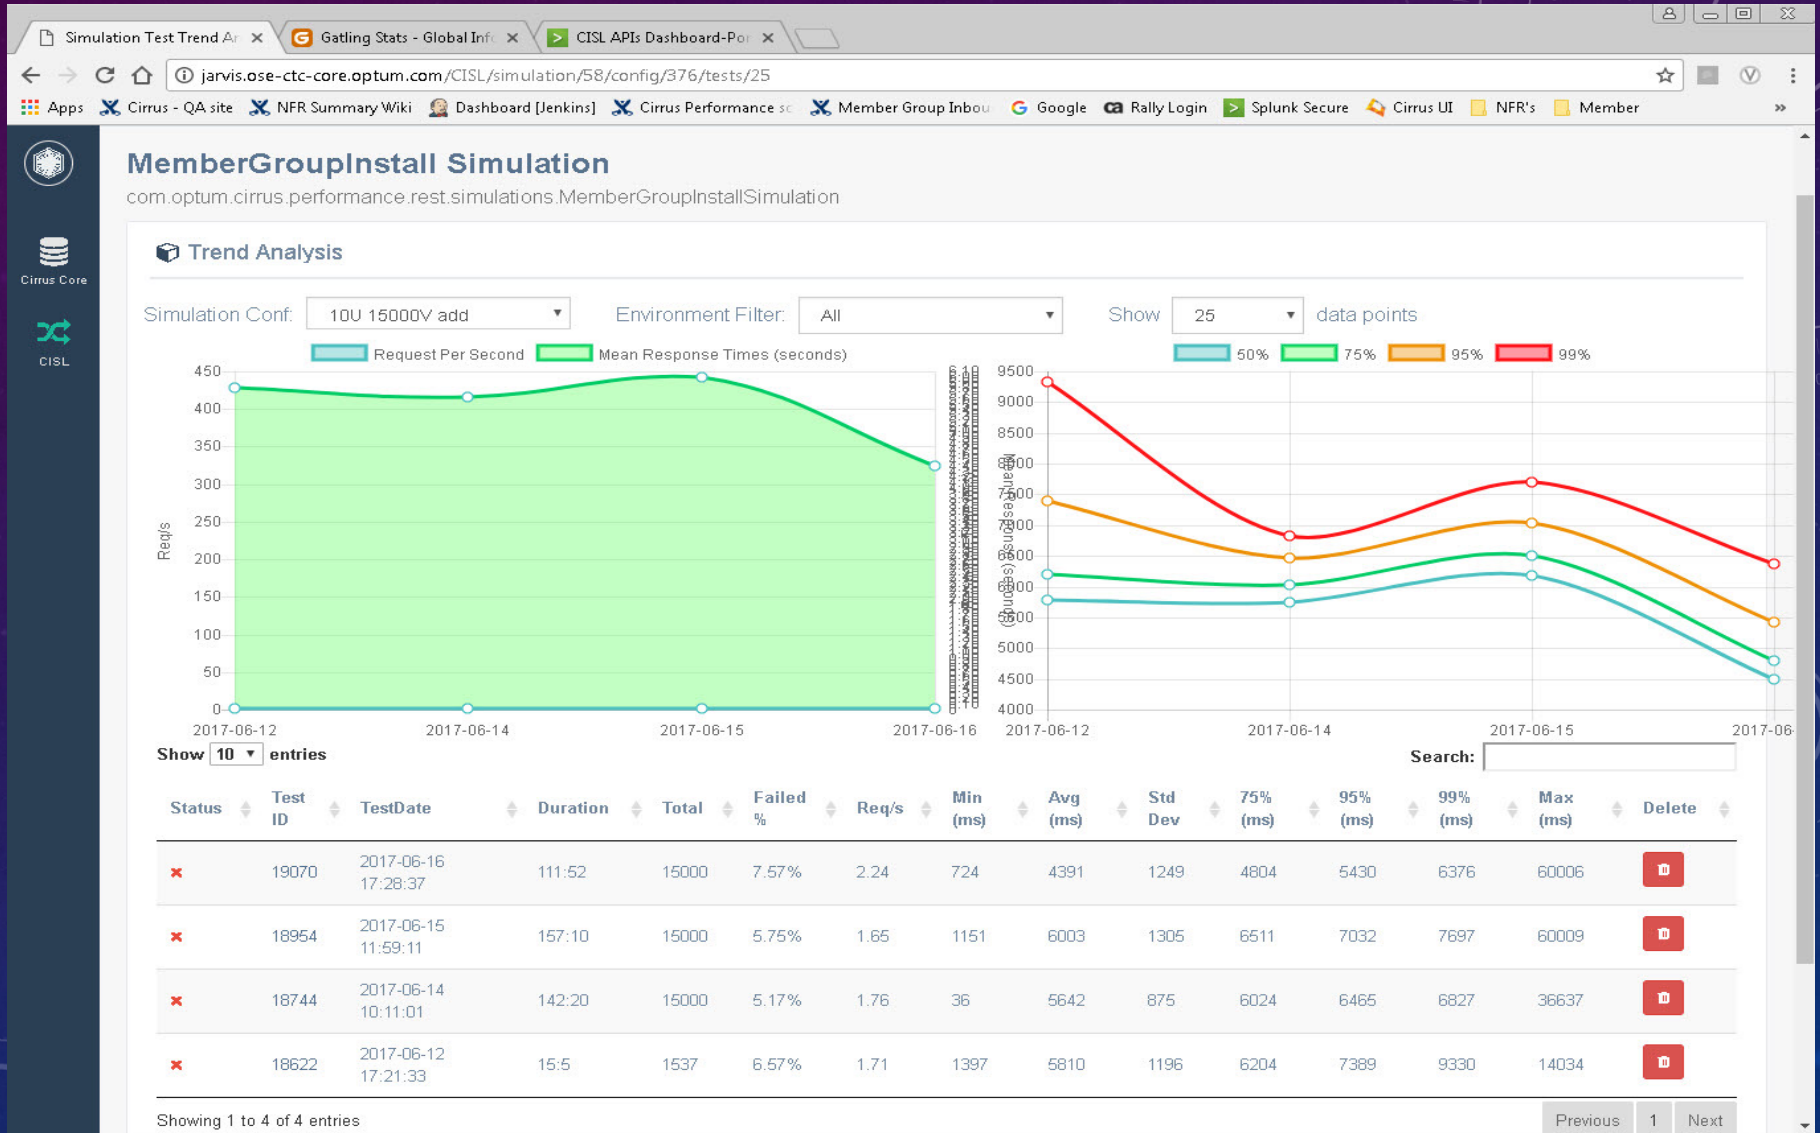 Simulation Test Trend Ar
Gatling Stats - Global Info
CISL APIs Dashboard-Por
jarvis.ose-ctc-core.optum.com/CISL/simulation/58/config/376/tests/25
Apps
Cirrus - QA site
NFR Summary Wiki
Dashboard [Jenkins]
Cirrus Performance sc
Member Group Inbou
Google
ca Rally Login
Splunk Secure
Cirrus UI
NFR's
Member
»
Cirrus Core
CISL
MemberGroupInstall Simulation
com.optum.cirrus.performance.rest.simulations.MemberGroupInstallSimulation
Trend Analysis
Simulation Conf: 10U 15000V add
Environment Filter: All
Show 25 data points
Request Per Second Mean Response Times (seconds)
450
400
350
300
250
200
150
100
50
0
Req/s
2017-06-12 2017-06-14 2017-06-15 2017-06-16
50% 75% 95% 99%
9500
9000
8500
8000
7500
7000
6500
6000
5500
5000
4500
4000
2017-06-12 2017-06-14 2017-06-15 2017-06-
Show 10 entries
Search:
Status Test ID TestDate Duration Total Failed % Req/s Min (ms) Avg (ms) Std Dev 75% (ms) 95% (ms) 99% (ms) Max (ms) Delete
19070 2017-06-16 17:28:37 111:52 15000 7.57% 2.24 724 4391 1249 4804 5430 6376 60006
18954 2017-06-15 11:59:11 157:10 15000 5.75% 1.65 1151 6003 1305 6511 7032 7697 60009
18744 2017-06-14 10:11:01 142:20 15000 5.17% 1.76 36 5642 875 6024 6465 6827 36637
18622 2017-06-12 17:21:33 15:5 1537 6.57% 1.71 1397 5810 1196 6204 7389 9330 14034
Showing 1 to 4 of 4 entries
Previous 1 Next